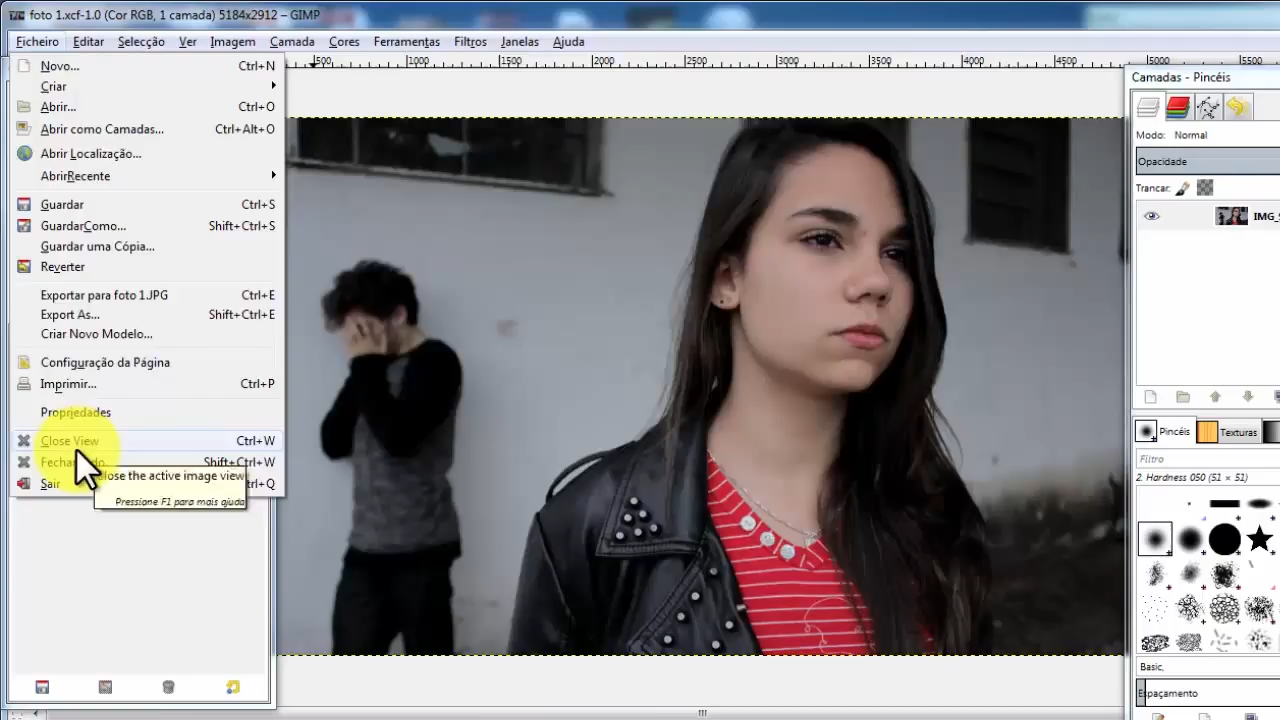 foto 1.xcf-1.0 (Cor RGB, 1 camada) 5184x2912 – GIMP
Ficheiro Editar Selecção Ver Imagem Camada Cores Ferramentas Filtros Janelas Ajuda
500 1000 1500 2000 2500 3000 3500 4000 4500 5000 5500
Novo... Ctrl+N
Criar
Abrir... Ctrl+O
Abrir como Camadas... Ctrl+Alt+O
Abrir Localização...
AbrirRecente
Guardar Ctrl+S
GuardarComo... Shift+Ctrl+S
Guardar uma Cópia...
Reverter
Exportar para foto 1.JPG Ctrl+E
Export As... Shift+Ctrl+E
Criar Novo Modelo...
Configuração da Página
Imprimir... Ctrl+P
Propriedades
Close View Ctrl+W
Shift+Ctrl+W
Sair
close the active image view
Pressione F1 para mais ajuda
Camadas - Pincéis
Modo: Normal
Opacidade
Trancar:
Pincéis Texturas
Filtro
2. Hardness 050 (51 × 51)
Basic,
Espaçamento